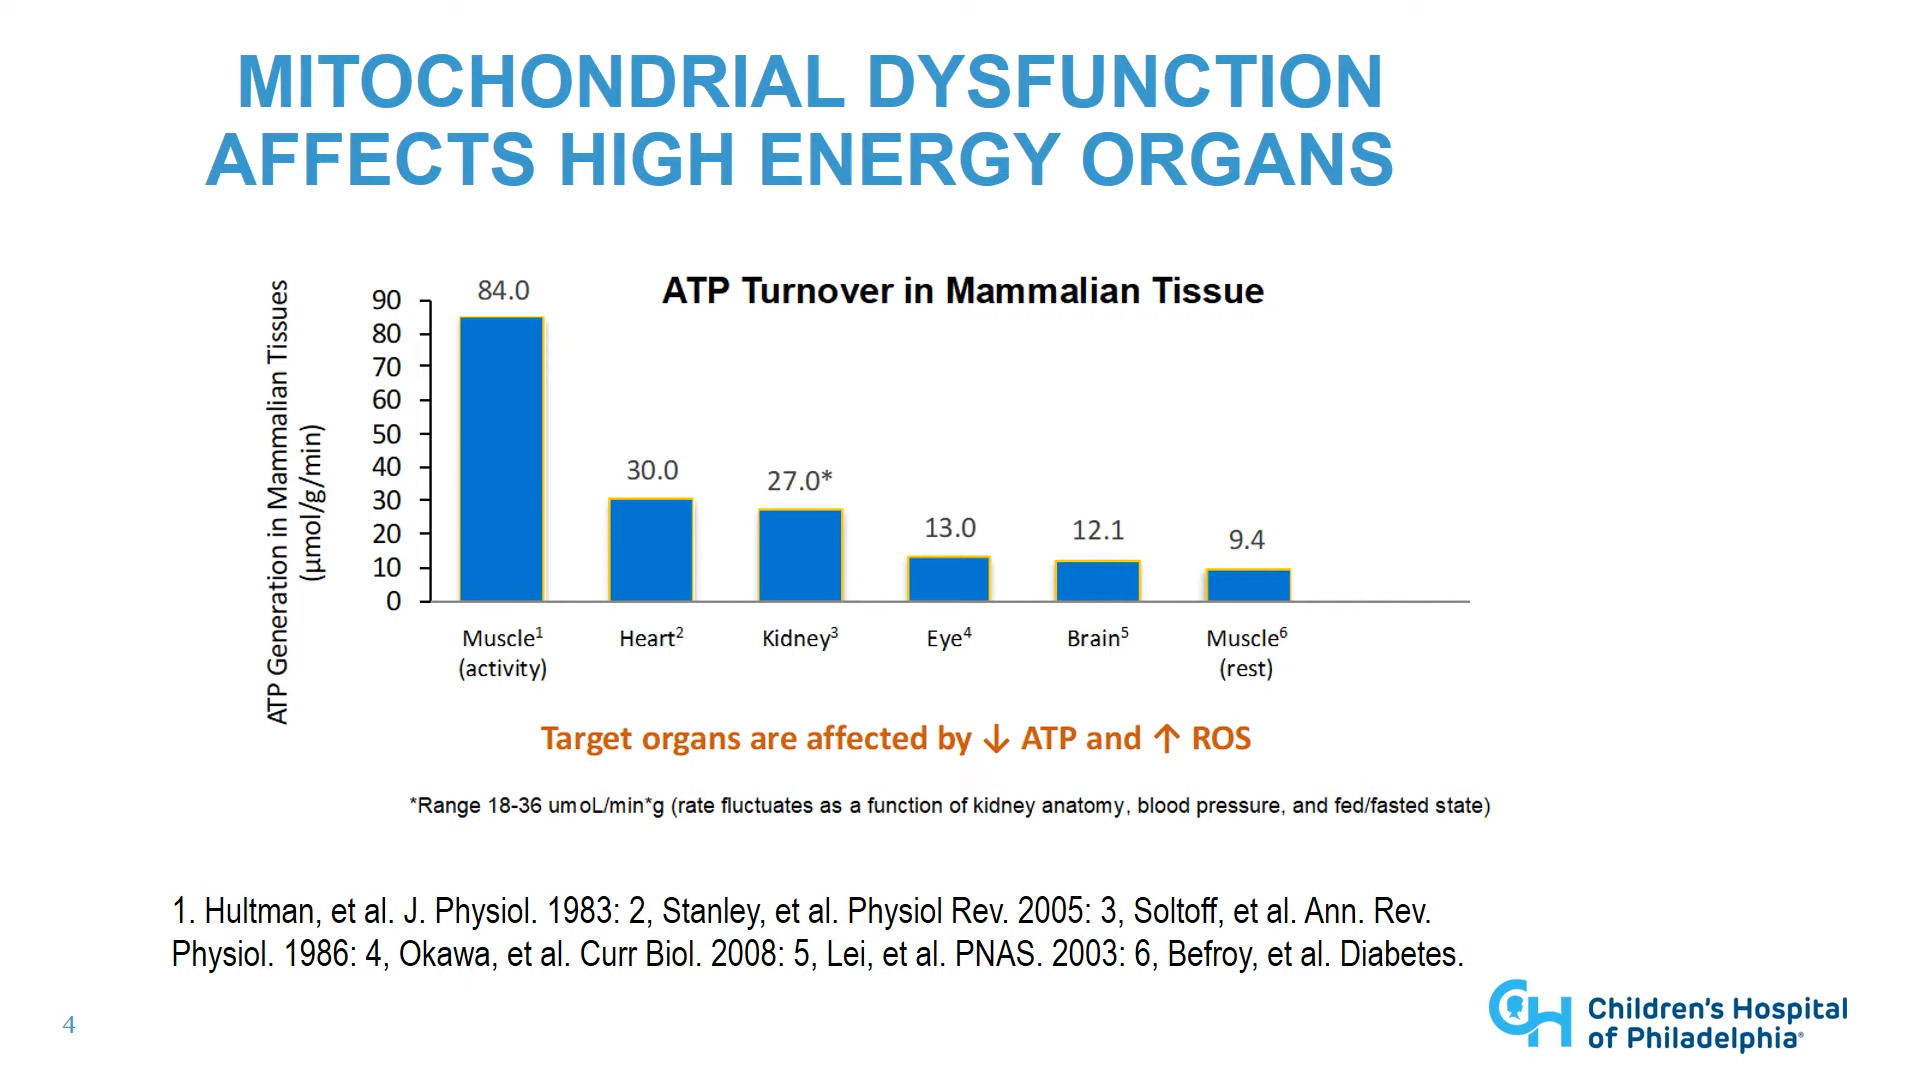 MITOCHONDRIAL DYSFUNCTION
AFFECTS HIGH ENERGY ORGANS
ATP Turnover in Mammalian Tissue
ATP Generation in Mammalian Tissues
(µmol/g/min)
90
80
70
60
50
40
30
20
10
0
84.0
30.0
27.0*
13.0
12.1
9.4
Muscle¹
(activity)
Heart²
Kidney³
Eye⁴
Brain⁵
Muscle⁶
(rest)
Target organs are affected by ↓ ATP and ↑ ROS
*Range 18-36 umoL/min*g (rate fluctuates as a function of kidney anatomy, blood pressure, and fed/fasted state)
1. Hultman, et al. J. Physiol. 1983: 2, Stanley, et al. Physiol Rev. 2005: 3, Soltoff, et al. Ann. Rev.
Physiol. 1986: 4, Okawa, et al. Curr Biol. 2008: 5, Lei, et al. PNAS. 2003: 6, Befroy, et al. Diabetes.
4
CH
Children's Hospital
of Philadelphia®